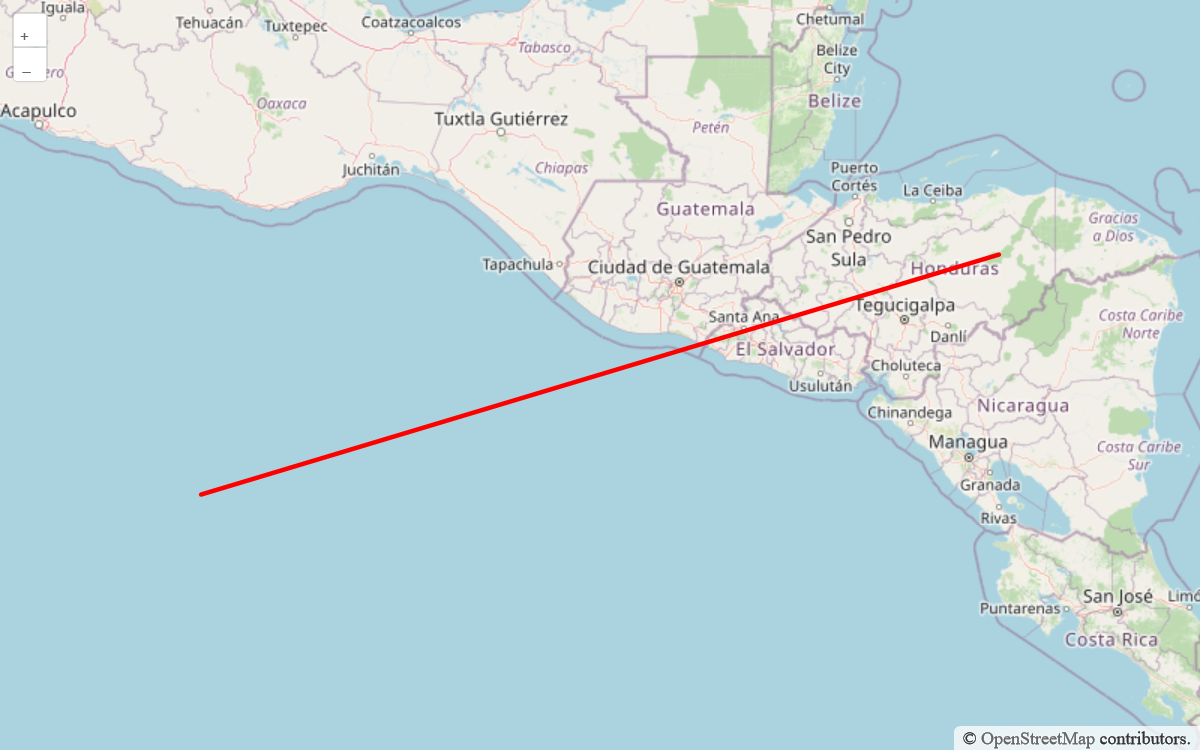 Iguala
Tehuacán
Tuxtepec
Coatzacoalcos
Chetumal
+
–
Tabasco
Belize
City
Oaxaca
Belize
Acapulco
Tuxtla Gutiérrez
Petén
Juchitán
Chiapas
Puerto
Cortés
La Ceiba
Guatemala
Gracias
a Dios
San Pedro
Sula
Tapachula
Ciudad de Guatemala
Honduras
Santa Ana
Tegucigalpa
Costa Caribe
Norte
Danlí
El Salvador
Choluteca
Usulután
Nicaragua
Chinandega
Managua
Costa Caribe
Sur
Granada
Rivas
San José
Puntarenas
Costa Rica
© OpenStreetMap contributors.